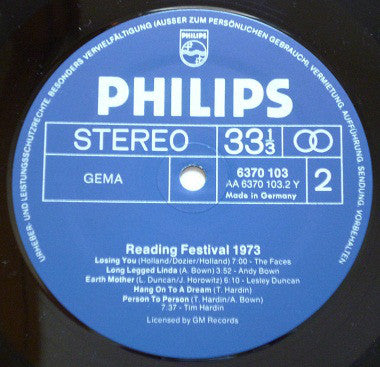 URHEBER- UND LEISTUNGSSCHUTZRECHTE, BESONDERS VERVIELFÄLTIGUNG (AUSSER ZUM PERSÖNLICHEN GEBRAUCH), VERMIETUNG, AUFFÜHRUNG, SENDUNG, VORBEHALTEN
PHILIPS
PHILIPS
STEREO 33⅓
GEMA
6370 103
AA 6370 103.2 Y
Made in Germany
2
Reading Festival 1973
Losing You (Holland/Dozier/Holland) 7:00 - The Faces
Long Legged Linda (A. Bown) 3:52 - Andy Bown
Earth Mother (L. Duncan/J. Horowitz) 6:10 - Lesley Duncan
Hang On To A Dream (T. Hardin)
Person To Person (T. Hardin/A. Bown)
7:37 - Tim Hardin
Licensed by GM Records